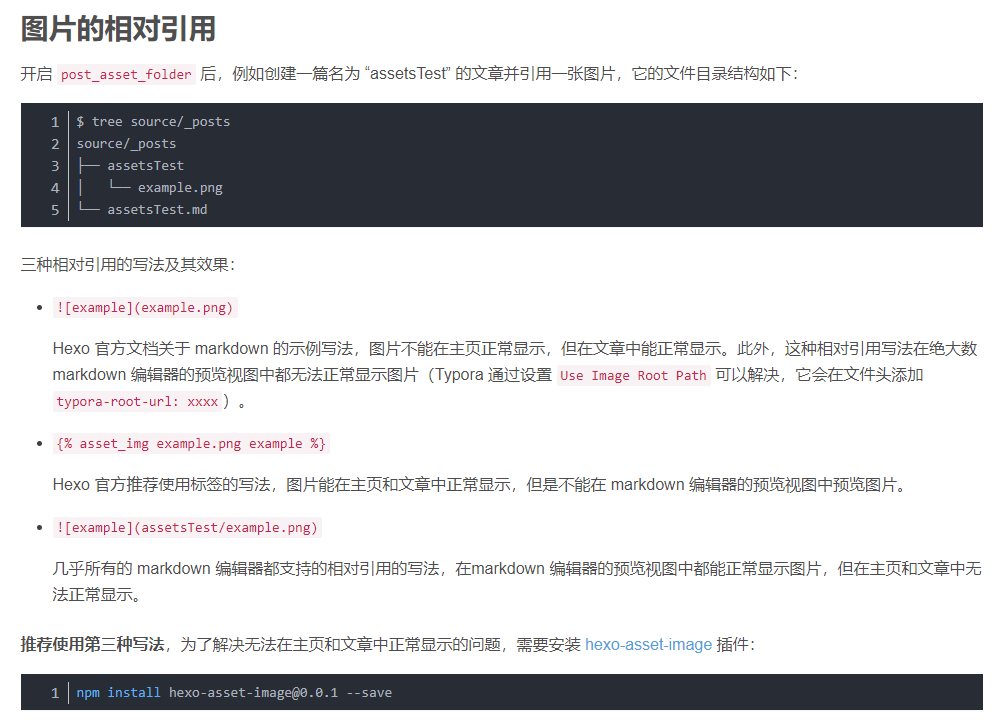 图片的相对引用
开启 post_asset_folder 后，例如创建一篇名为 “assetsTest” 的文章并引用一张图片，它的文件目录结构如下：
1 $ tree source/_posts
2 source/_posts
3 ├── assetsTest
4 │   └── example.png
5 └── assetsTest.md
三种相对引用的写法及其效果：
• ![example](example.png)
Hexo 官方文档关于 markdown 的示例写法，图片不能在主页正常显示，但在文章中能正常显示。此外，这种相对引用写法在绝大数
markdown 编辑器的预览视图中都无法正常显示图片（Typora 通过设置 Use Image Root Path 可以解决，它会在文件头添加
typora-root-url: xxxx ）。
• {% asset_img example.png example %}
Hexo 官方推荐使用标签的写法，图片能在主页和文章中正常显示，但是不能在 markdown 编辑器的预览视图中预览图片。
• ![example](assetsTest/example.png)
几乎所有的 markdown 编辑器都支持的相对引用的写法，在markdown 编辑器的预览视图中都能正常显示图片，但在主页和文章中无
法正常显示。
推荐使用第三种写法，为了解决无法在主页和文章中正常显示的问题，需要安装 hexo-asset-image 插件：
1 npm install hexo-asset-image@0.0.1 --save